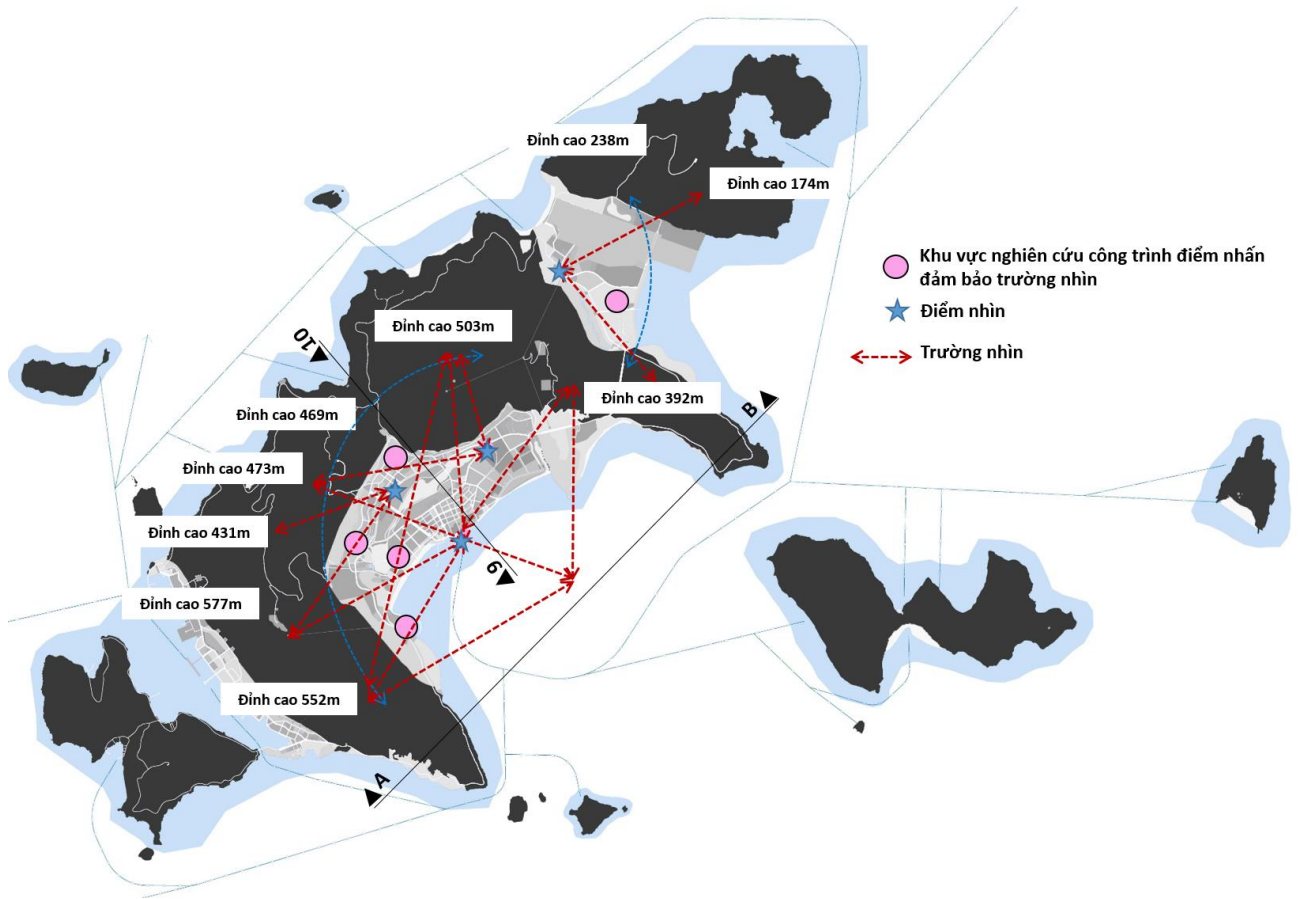 Đỉnh cao 238m
Đỉnh cao 174m
Khu vực nghiên cứu công trình điểm nhấn
đảm bảo trường nhìn
Điểm nhìn
Trường nhìn
Đỉnh cao 503m
10
Đỉnh cao 392m
B
Đỉnh cao 469m
Đỉnh cao 473m
Đỉnh cao 431m
9
Đỉnh cao 577m
Đỉnh cao 552m
A